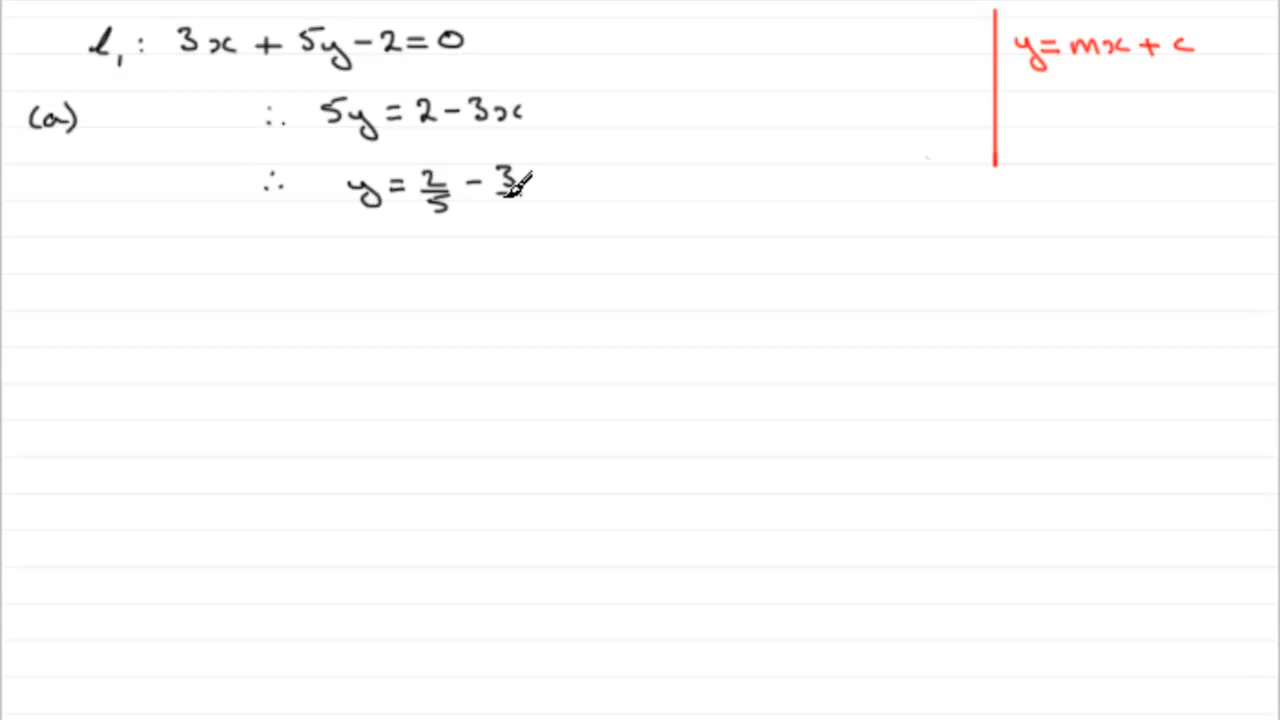 l₁ : 3x + 5y - 2 = 0
y = mx + c
(a) ∴ 5y = 2 - 3x
∴ y = 2/5 - 3